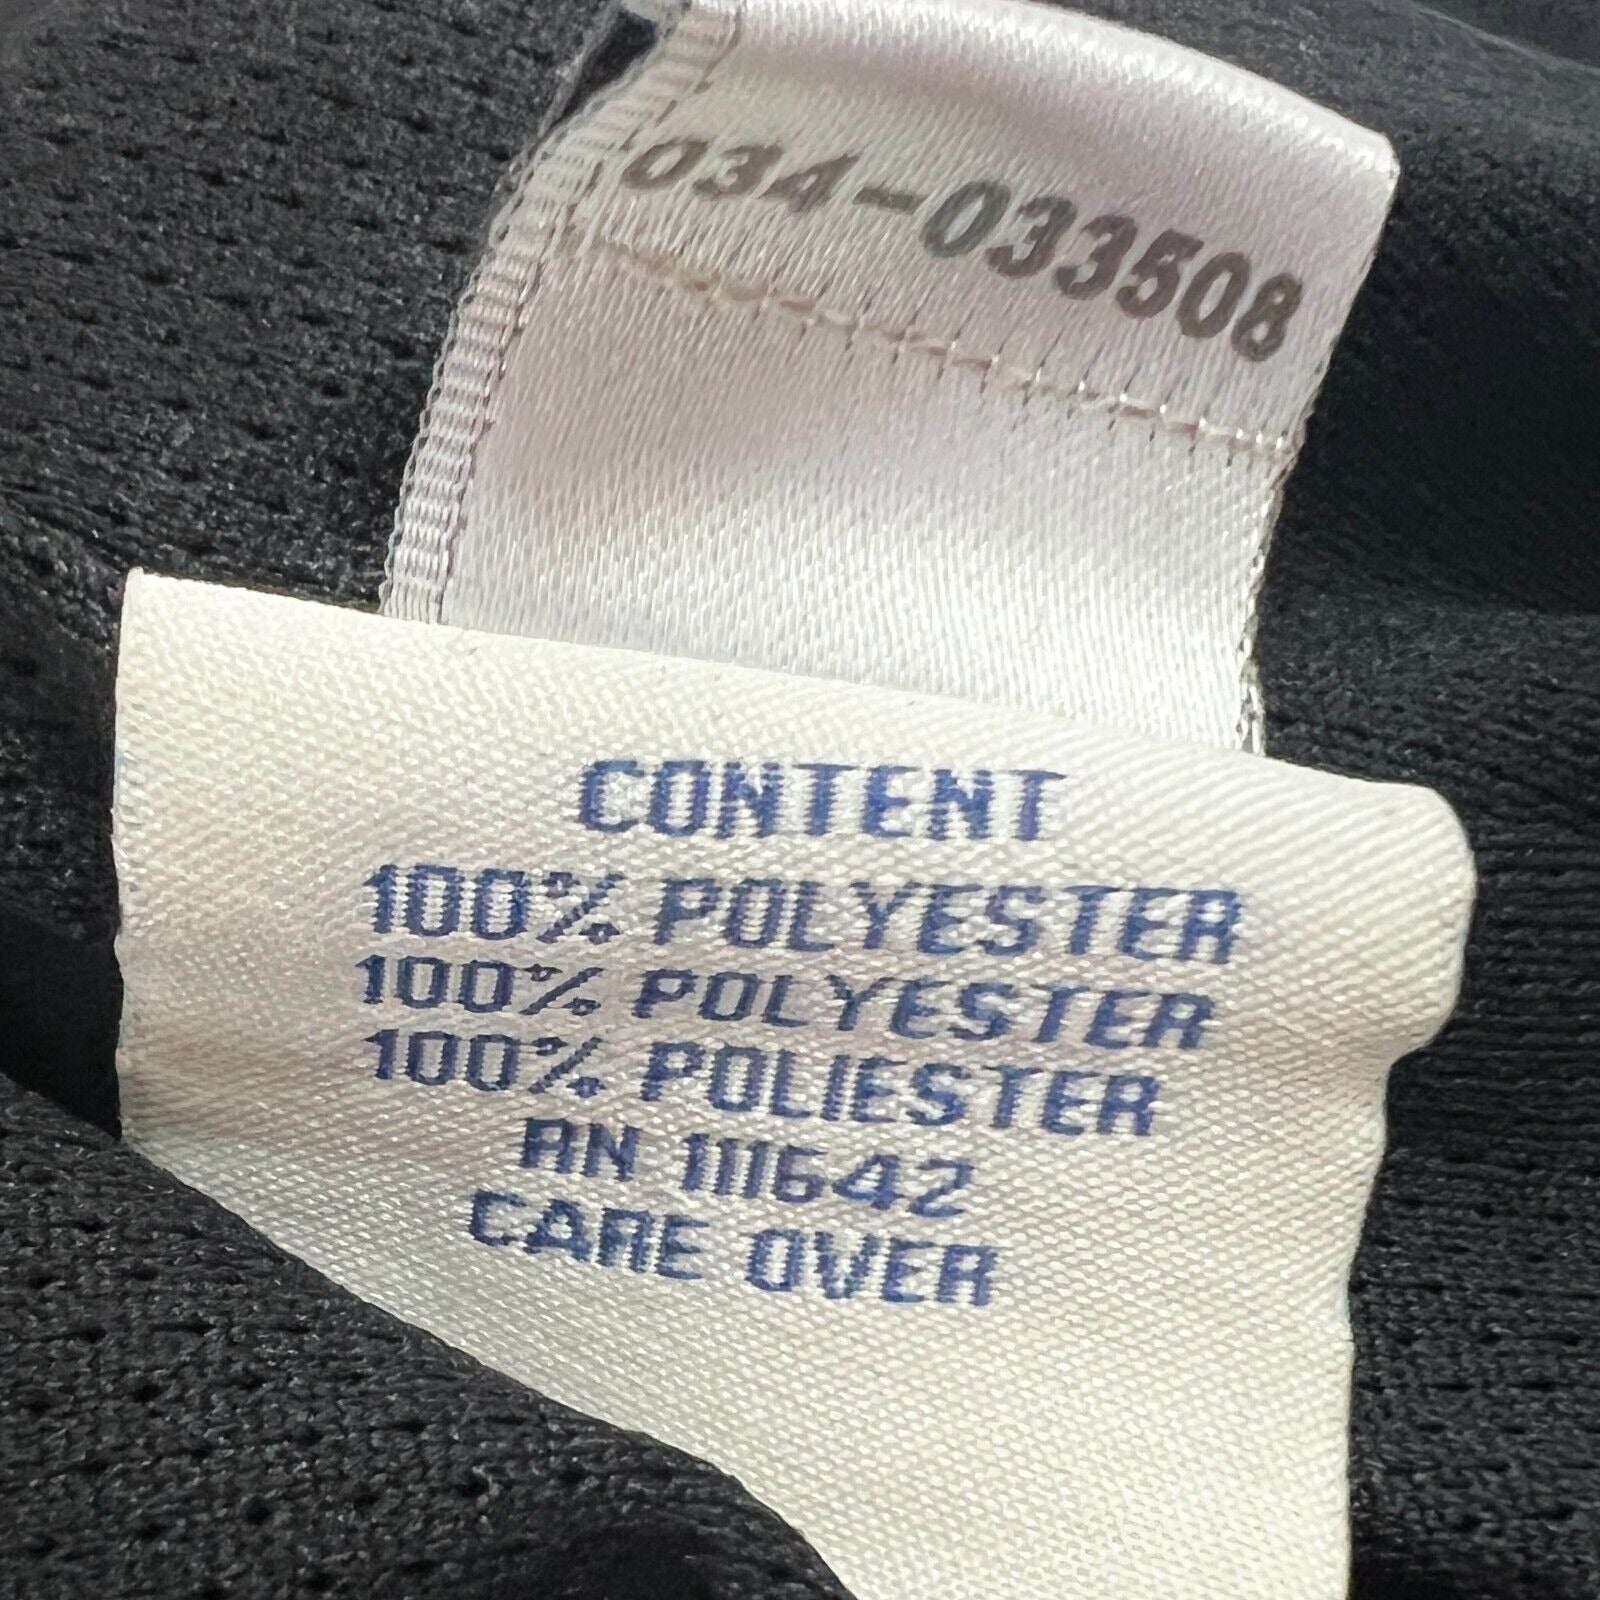 034-033508
CONTENT
100% POLYESTER
100% POLYESTER
100% POLIESTER
RN 111642
CARE OVER